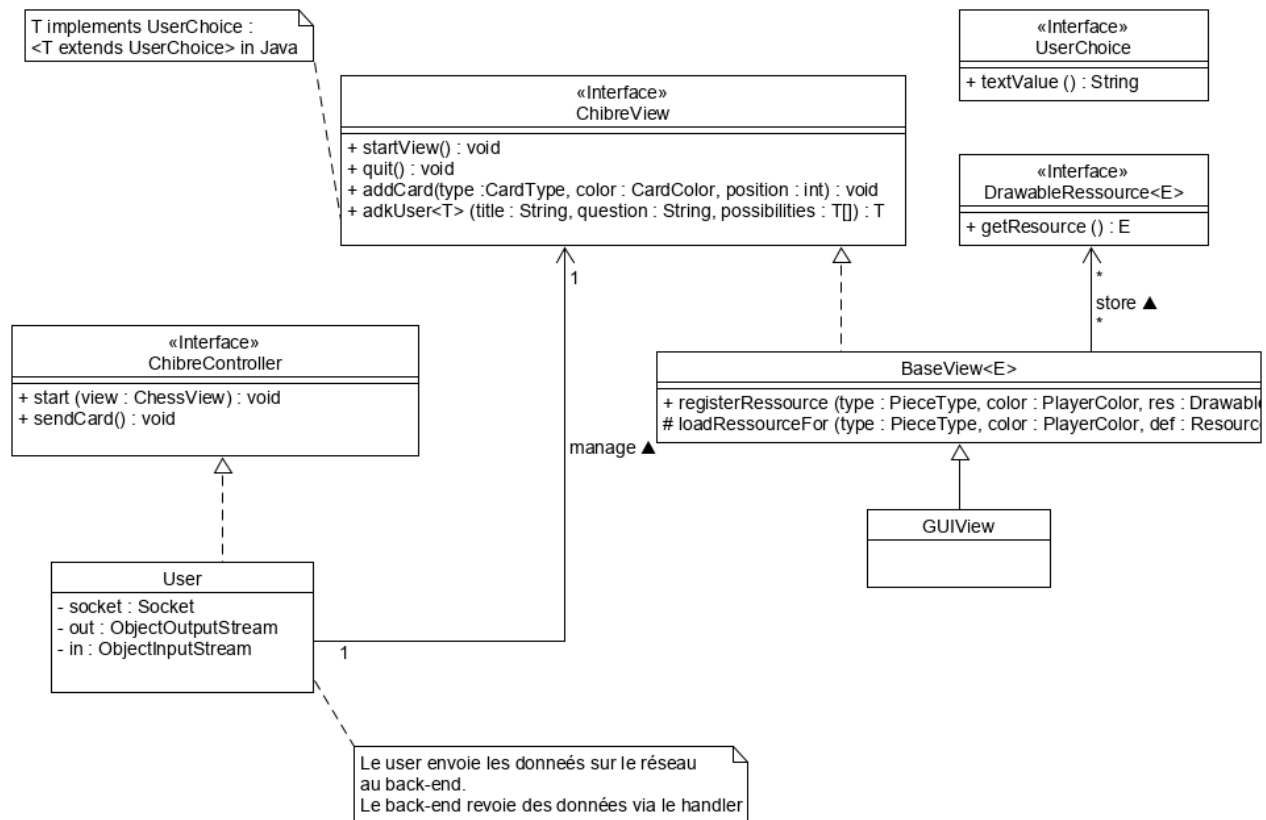 T implements UserChoice :
<T extends UserChoice> in Java
«Interface»
UserChoice
+ textValue () : String
«Interface»
ChibreView
+ startView() : void
+ quit() : void
+ addCard(type :CardType, color : CardColor, position : int) : void
+ adkUser<T> (title : String, question : String, possibilities : T[]) : T
«Interface»
DrawableRessource<E>
+ getResource () : E
1
*
store ▲
*
«Interface»
ChibreController
+ start (view : ChessView) : void
+ sendCard() : void
BaseView<E>
+ registerRessource (type : PieceType, color : PlayerColor, res : Drawabl
# loadRessourceFor (type : PieceType, color : PlayerColor, def : Resourc
manage ▲
GUIView
User
- socket : Socket
- out : ObjectOutputStream
- in : ObjectInputStream
1
Le user envoie les donneés sur le réseau
au back-end.
Le back-end revoie des données via le handler